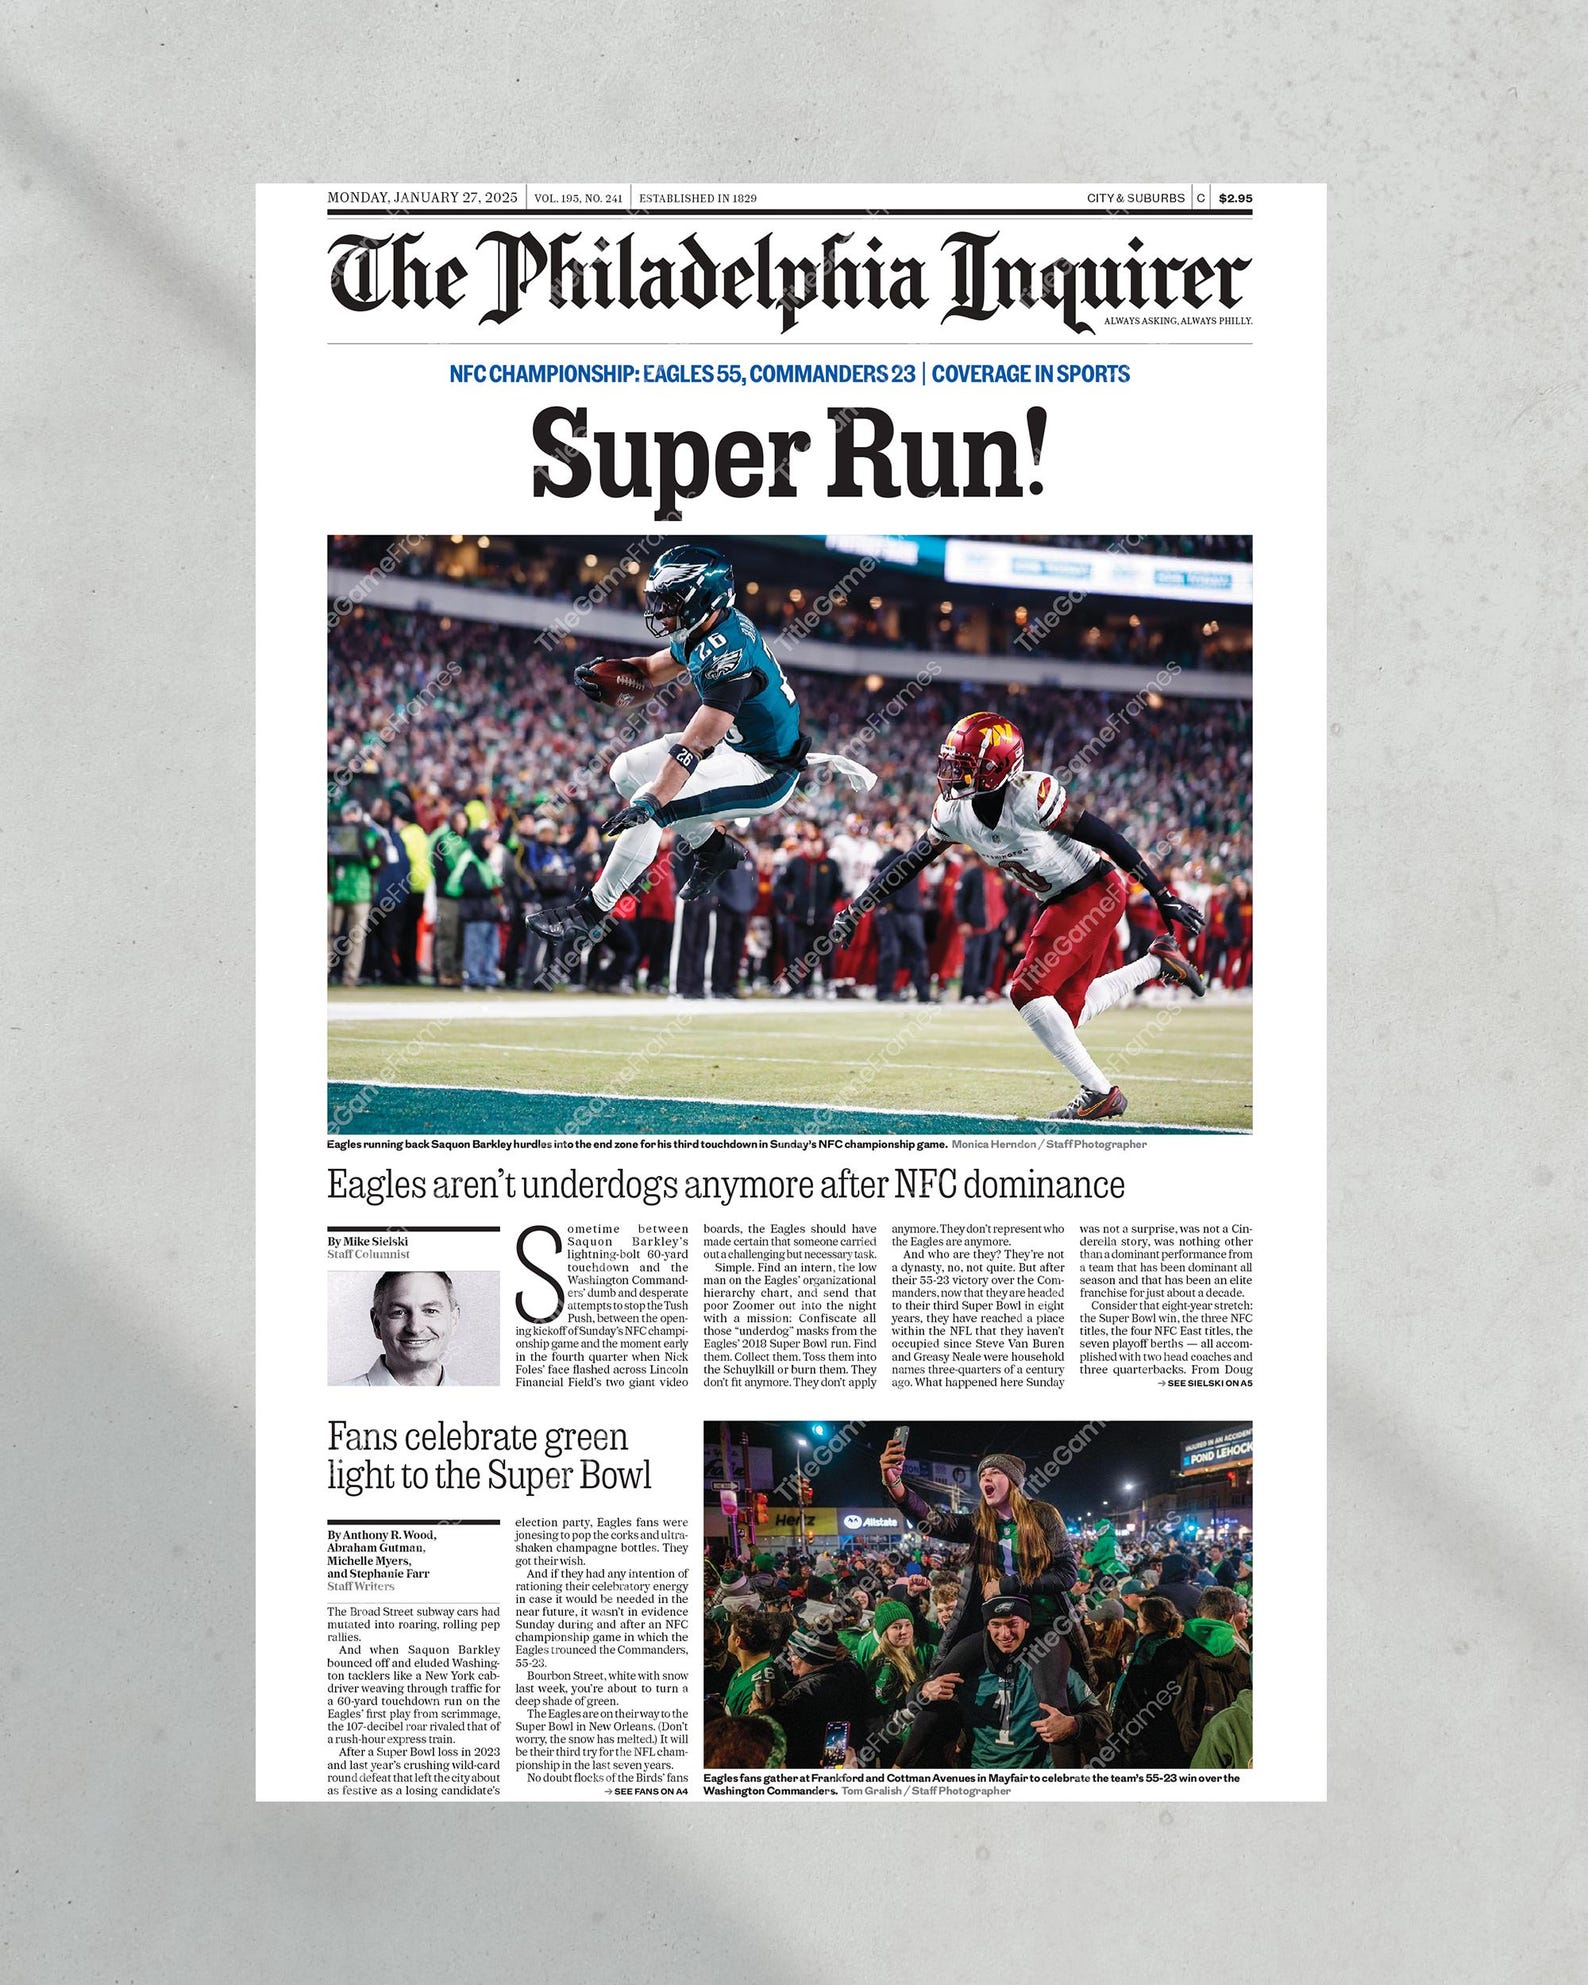 MONDAY, JANUARY 27, 2025 VOL. 195, NO. 241 ESTABLISHED IN 1829 CITY & SUBURBS C $2.95
The Philadelphia Inquirer
ALWAYS ASKING, ALWAYS PHILLY.
NFC CHAMPIONSHIP: EAGLES 55, COMMANDERS 23 | COVERAGE IN SPORTS
Super Run!
26
26
TitleGameFrames
Eagles running back Saquon Barkley hurdles into the end zone for his third touchdown in Sunday's NFC championship game. Monica Herndon / Staff Photographer
Eagles aren't underdogs anymore after NFC dominance
By Mike Sielski
Staff Columnist
Sometime between
Saquon Barkley's
lightning-bolt 60-yard
touchdown and the
Washington Command-
ers' dumb and desperate
attempts to stop the Tush
Push, between the open-
ing kickoff of Sunday's NFC champi-
onship game and the moment early
in the fourth quarter when Nick
Foles' face flashed across Lincoln
Financial Field's two giant video
boards, the Eagles should have
made certain that someone carried
out a challenging but necessary task.
Simple. Find an intern, the low
man on the Eagles' organizational
hierarchy chart, and send that
poor Zoomer out into the night
with a mission: Confiscate all
those "underdog" masks from the
Eagles' 2018 Super Bowl run. Find
them. Collect them. Toss them into
the Schuylkill or burn them. They
don't fit anymore. They don't apply
anymore. They don't represent who
the Eagles are anymore.
And who are they? They're not
a dynasty, no, not quite. But after
their 55-23 victory over the Com-
manders, now that they are headed
to their third Super Bowl in eight
years, they have reached a place
within the NFL that they haven't
occupied since Steve Van Buren
and Greasy Neale were household
names three-quarters of a century
ago. What happened here Sunday
was not a surprise, was not a Cin-
derella story, was nothing other
than a dominant performance from
a team that has been dominant all
season and that has been an elite
franchise for just about a decade.
Consider that eight-year stretch:
the Super Bowl win, the three NFC
titles, the four NFC East titles, the
seven playoff berths — all accom-
plished with two head coaches and
three quarterbacks. From Doug
→ SEE SIELSKI ON A5
Fans celebrate green
light to the Super Bowl
By Anthony R. Wood,
Abraham Gutman,
Michelle Myers,
and Stephanie Farr
Staff Writers
The Broad Street subway cars had
mutated into roaring, rolling pep
rallies.
And when Saquon Barkley
bounced off and eluded Washing-
ton tacklers like a New York cab-
driver weaving through traffic for
a 60-yard touchdown run on the
Eagles' first play from scrimmage,
the 107-decibel roar rivaled that of
a rush-hour express train.
After a Super Bowl loss in 2023
and last year's crushing wild-card
round defeat that left the city about
as festive as a losing candidate's
election party, Eagles fans were
jonesing to pop the corks and ultra-
shaken champagne bottles. They
got their wish.
And if they had any intention of
rationing their celebratory energy
in case it would be needed in the
near future, it wasn't in evidence
Sunday during and after an NFC
championship game in which the
Eagles trounced the Commanders,
55-23.
Bourbon Street, white with snow
last week, you're about to turn a
deep shade of green.
The Eagles are on their way to the
Super Bowl in New Orleans. (Don't
worry, the snow has melted.) It will
be their third try for the NFL cham-
pionship in the last seven years.
No doubt flocks of the Birds' fans
→ SEE FANS ON A4
INJURED IN AN ACCIDENT
POND LEHOCK
Hertz
Allstate
1
26
Eagles fans gather at Frankford and Cottman Avenues in Mayfair to celebrate the team's 55-23 win over the
Washington Commanders. Tom Gralish / Staff Photographer